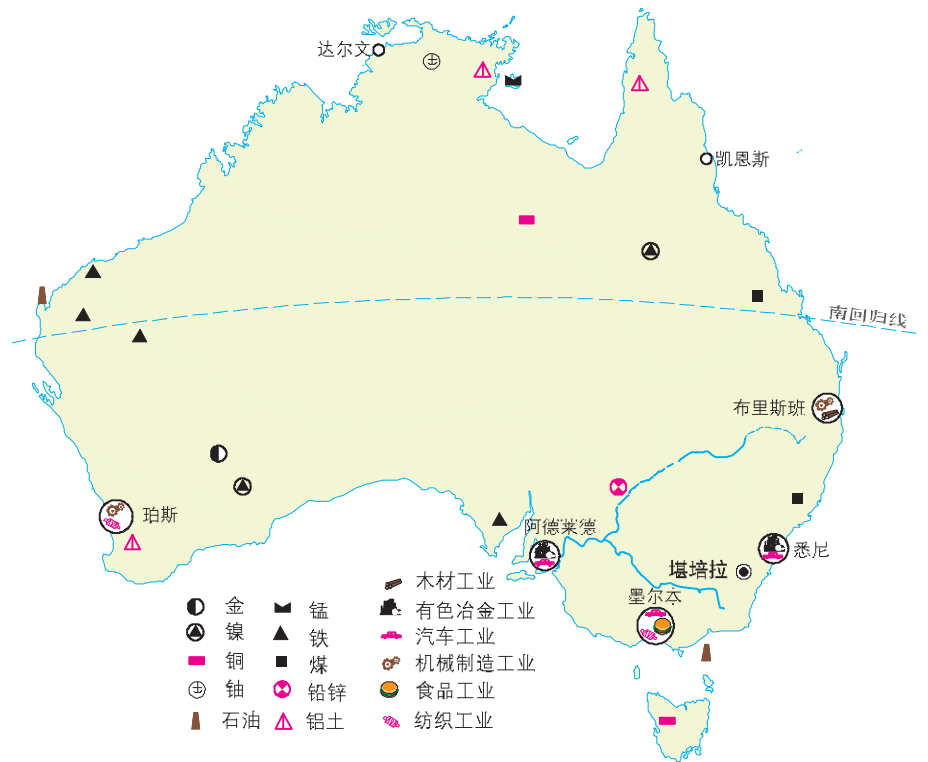 达尔文
凯恩斯
南回归线
布里斯班
珀斯
阿德莱德
悉尼
堪培拉
墨尔本
金
镍
铜
铀
石油
锰
铁
煤
铅锌
铝土
木材工业
有色冶金工业
汽车工业
机械制造工业
食品工业
纺织工业